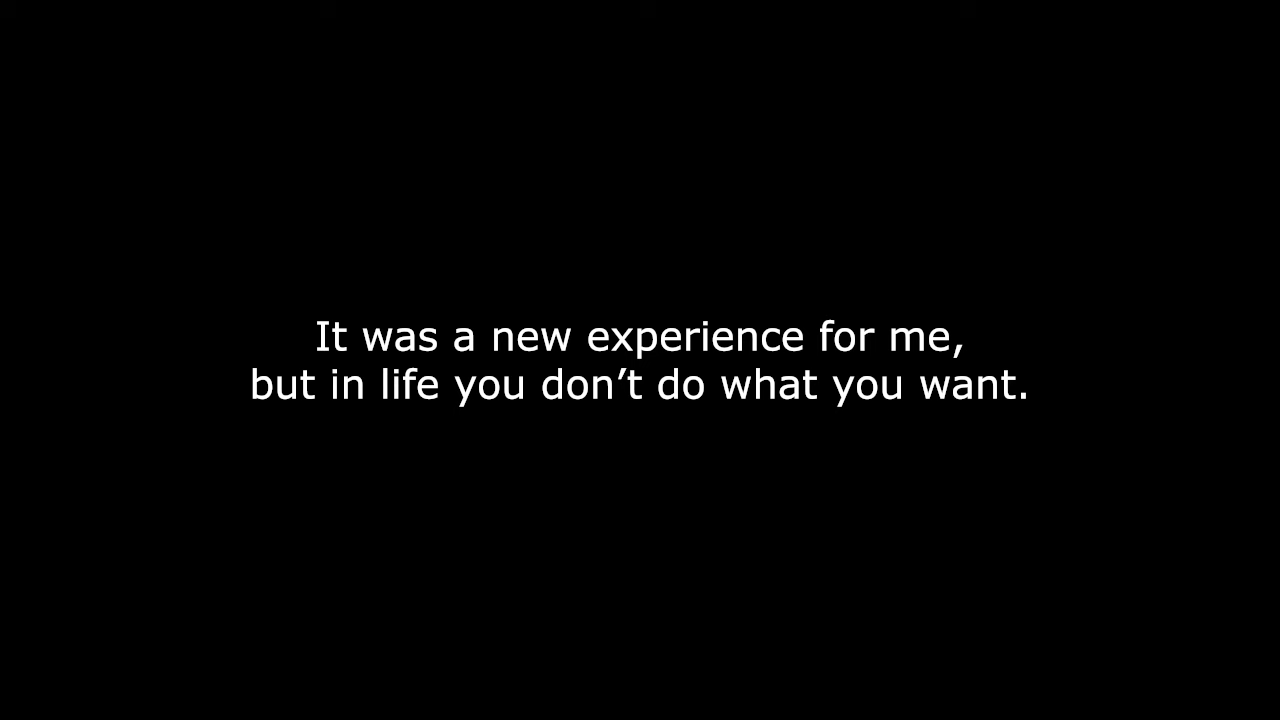 It was a new experience for me,
but in life you don’t do what you want.